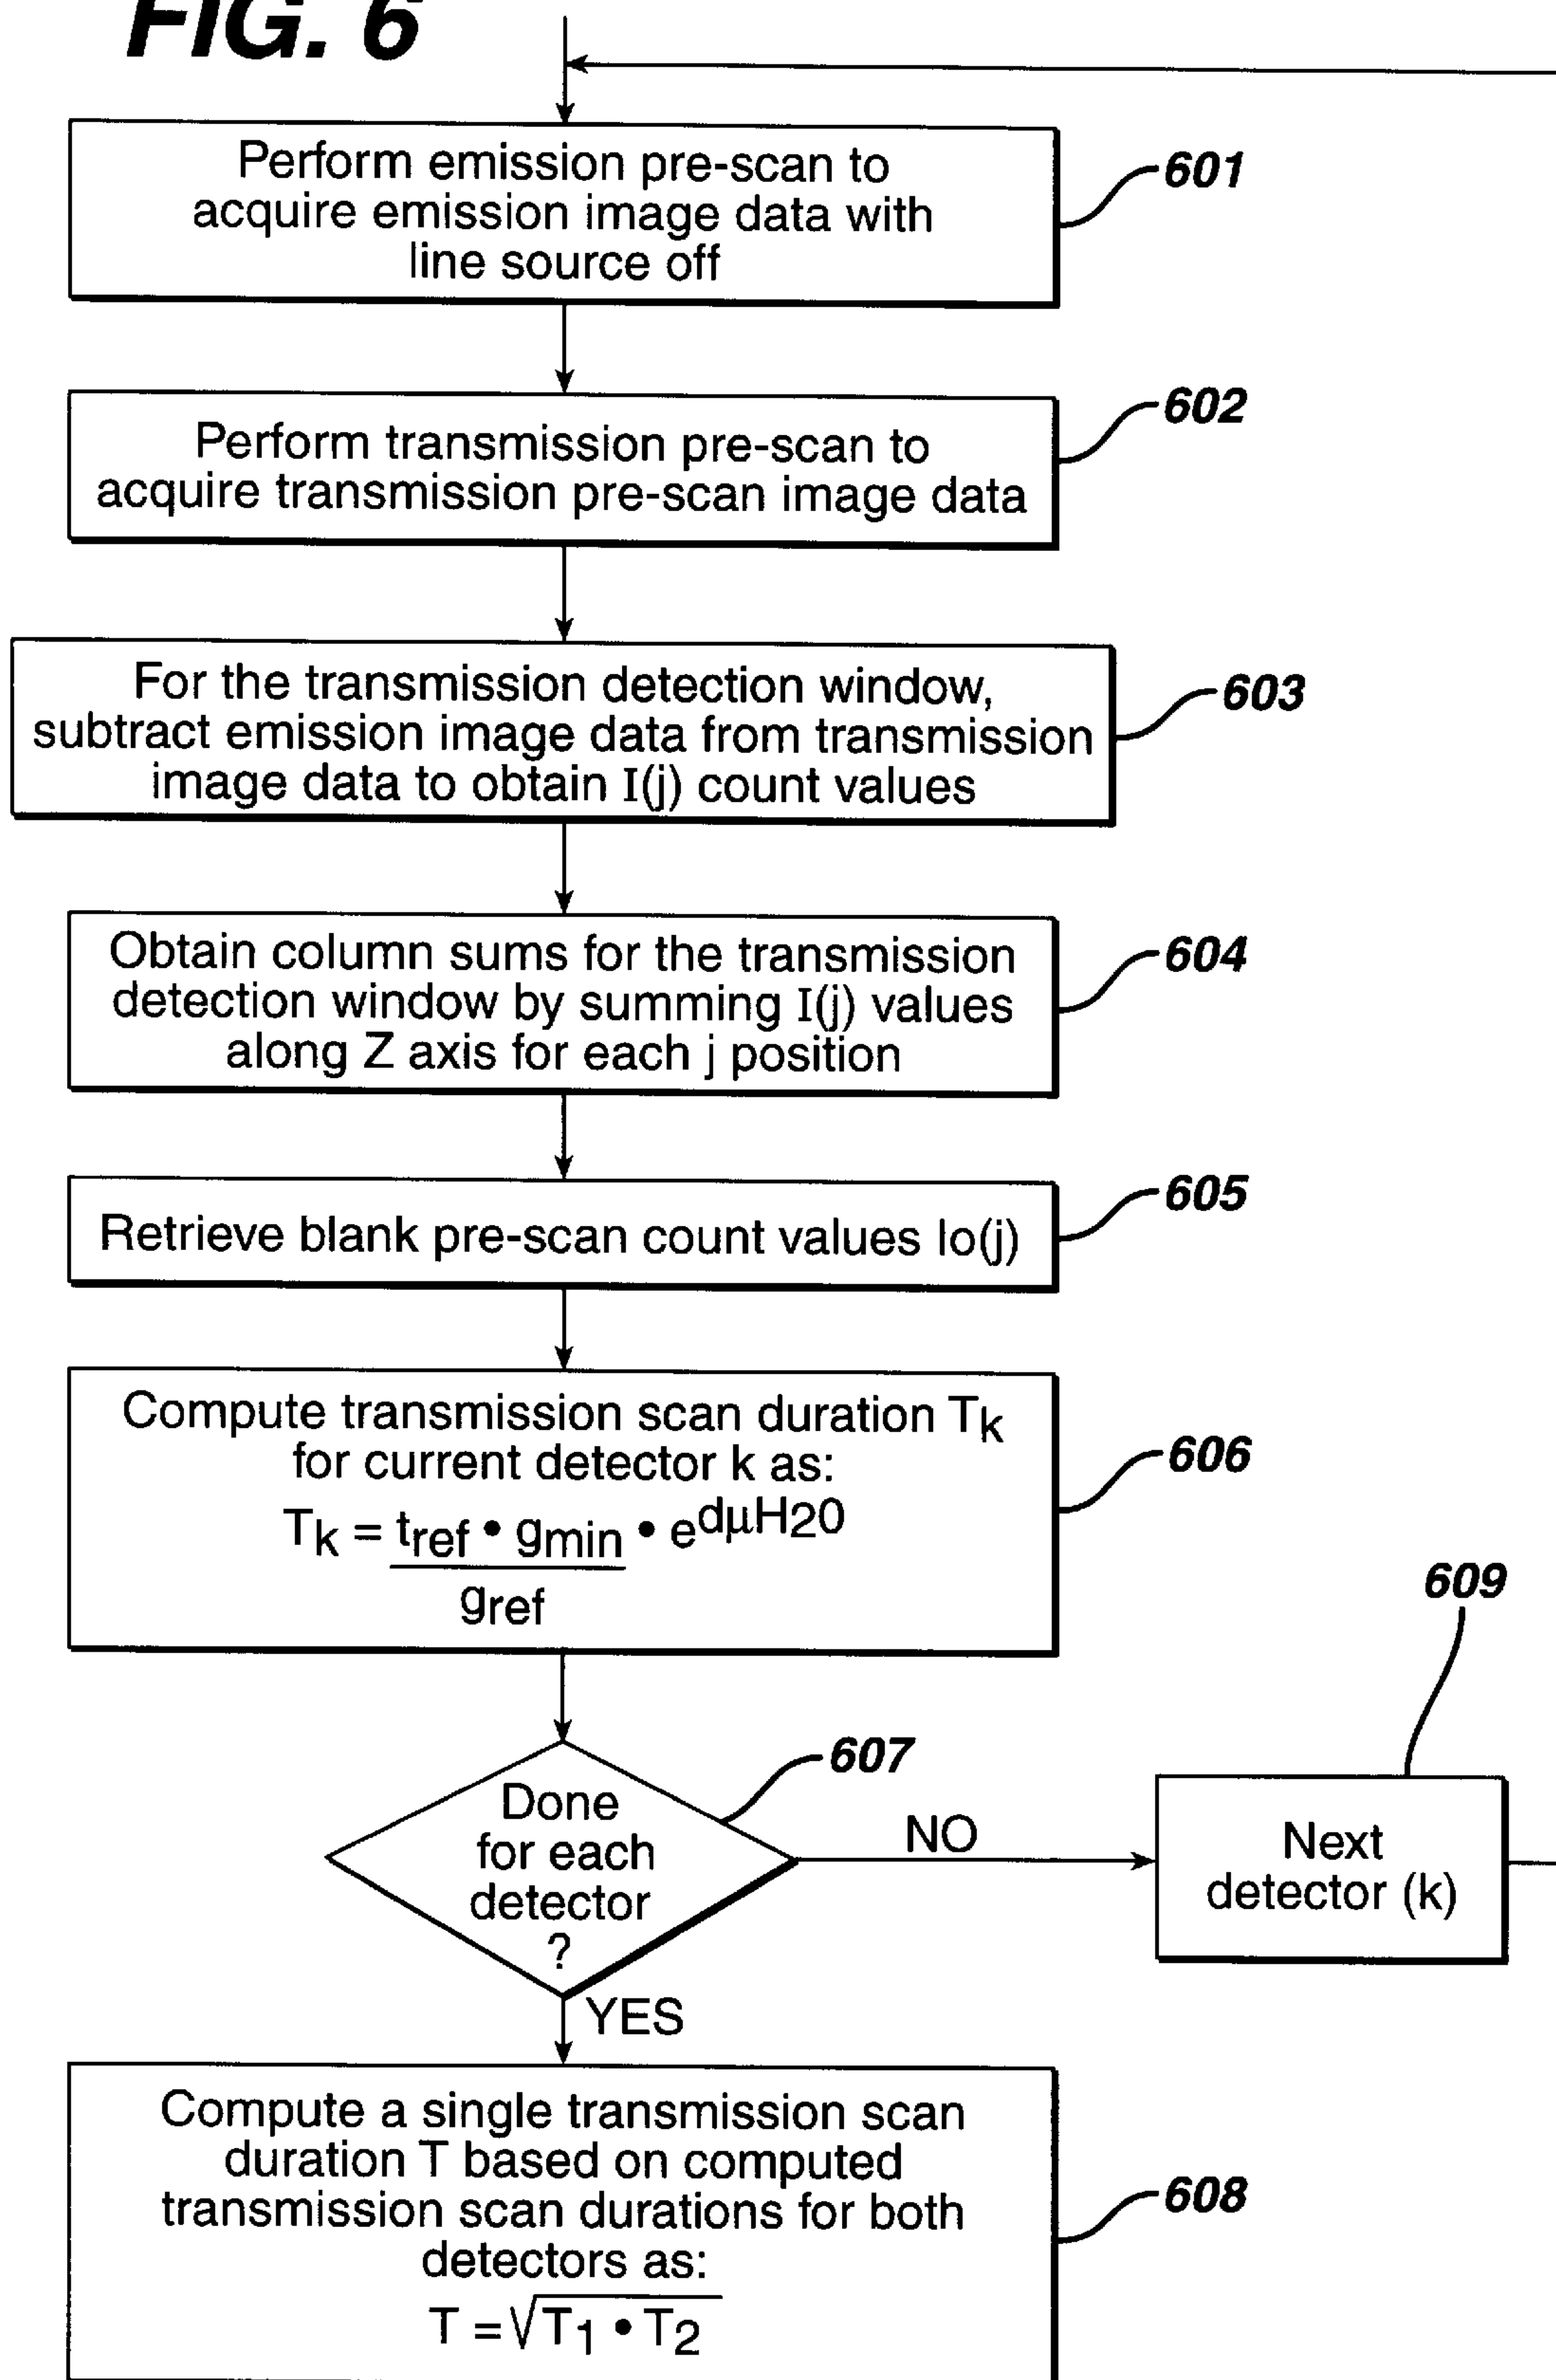 FIG. 6
Perform emission pre-scan to
acquire emission image data with
line source off
601
Perform transmission pre-scan to
acquire transmission pre-scan image data
602
For the transmission detection window,
subtract emission image data from transmission
image data to obtain I(j) count values
603
Obtain column sums for the transmission
detection window by summing I(j) values
along Z axis for each j position
604
Retrieve blank pre-scan count values Io(j)
605
Compute transmission scan duration Tk
for current detector k as:
Tk = tref • gmin • edμH20
gref
606
Done
for each
detector
?
607
NO
Next
detector (k)
609
YES
Compute a single transmission scan
duration T based on computed
transmission scan durations for both
detectors as:
T = √T1 • T2
608